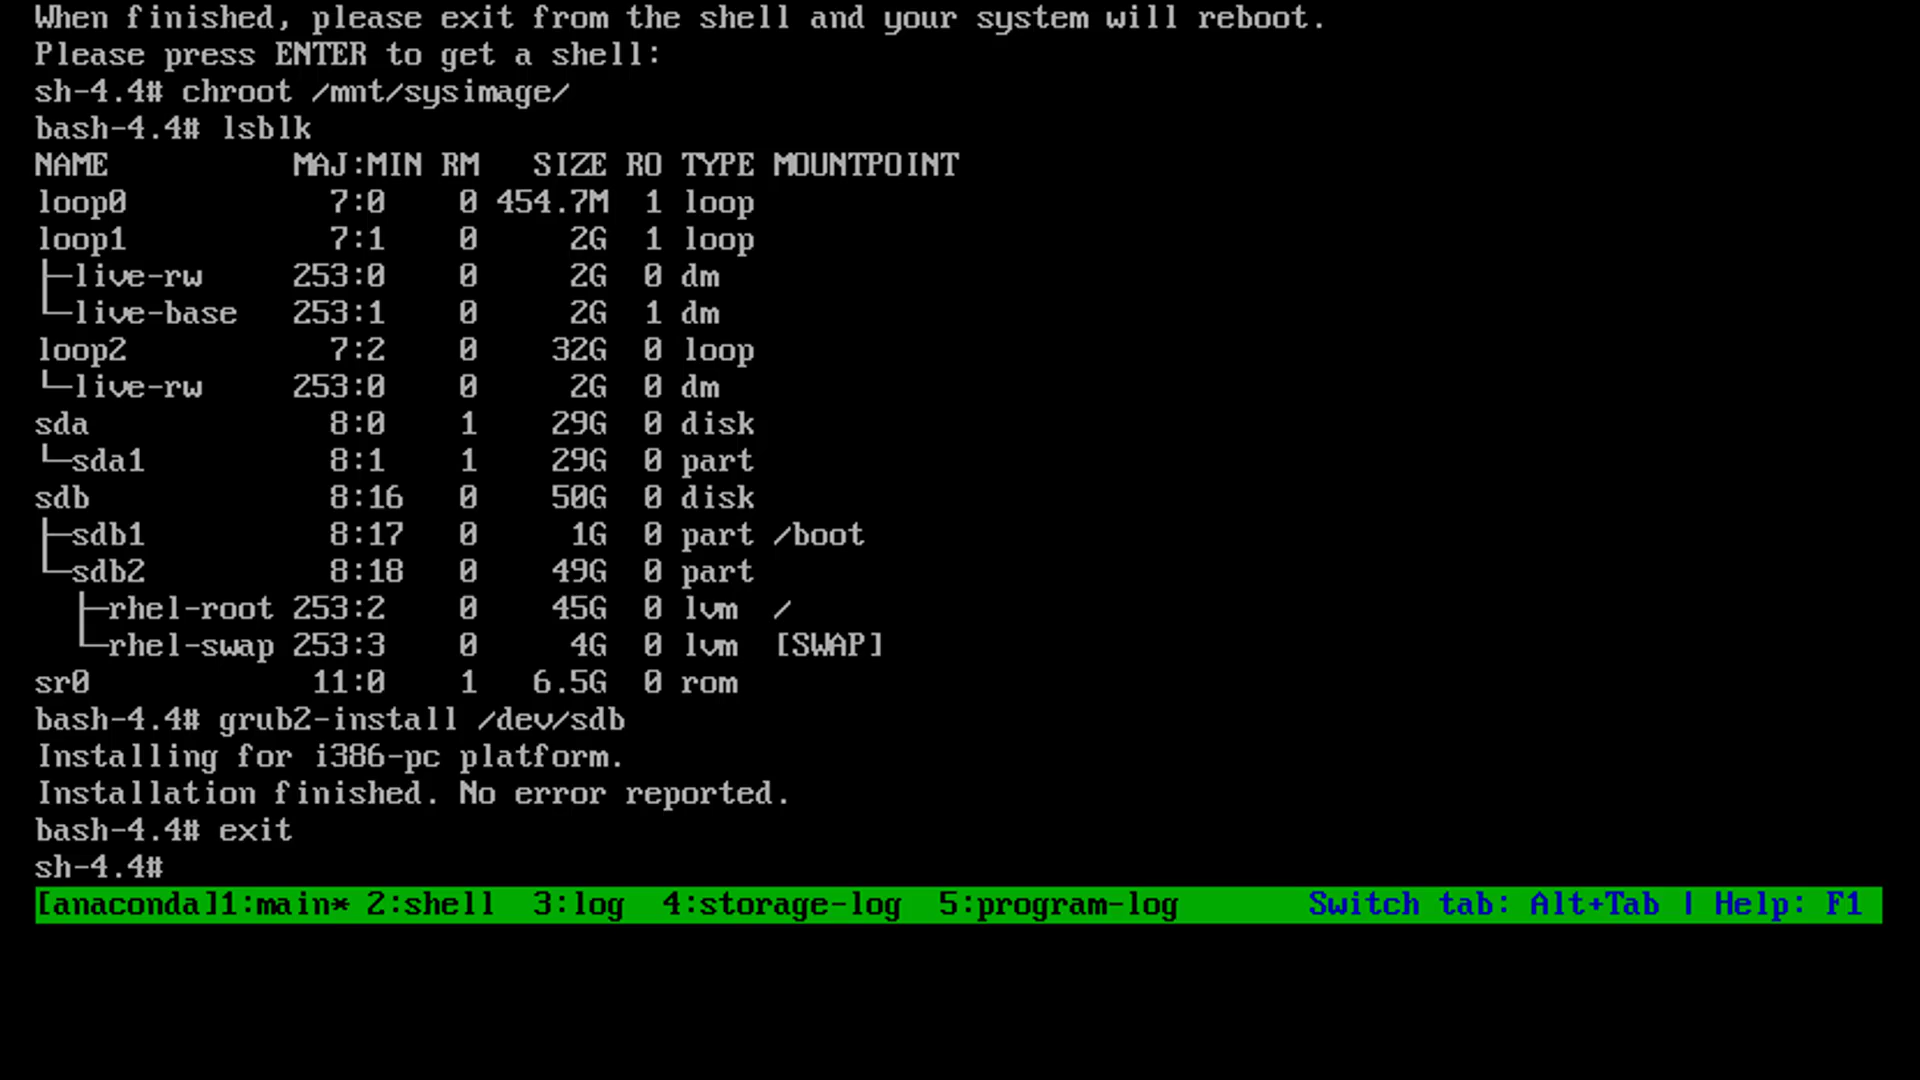 When finished, please exit from the shell and your system will reboot.
Please press ENTER to get a shell:
sh-4.4# chroot /mnt/sysimage/
bash-4.4# lsblk
NAME          MAJ:MIN RM   SIZE RO TYPE MOUNTPOINT
loop0           7:0    0 454.7M  1 loop
loop1           7:1    0     2G  1 loop
├─live-rw     253:0    0     2G  0 dm
└─live-base   253:1    0     2G  1 dm
loop2           7:2    0    32G  0 loop
└─live-rw     253:0    0     2G  0 dm
sda             8:0    1    29G  0 disk
└─sda1          8:1    1    29G  0 part
sdb             8:16   0    50G  0 disk
├─sdb1          8:17   0     1G  0 part /boot
└─sdb2          8:18   0    49G  0 part
  ├─rhel-root 253:2    0    45G  0 lvm  /
  └─rhel-swap 253:3    0     4G  0 lvm  [SWAP]
sr0            11:0    1   6.5G  0 rom
bash-4.4# grub2-install /dev/sdb
Installing for i386-pc platform.
Installation finished. No error reported.
bash-4.4# exit
sh-4.4#
[anaconda]1:main* 2:shell  3:log  4:storage-log  5:program-log       Switch tab: Alt+Tab | Help: F1